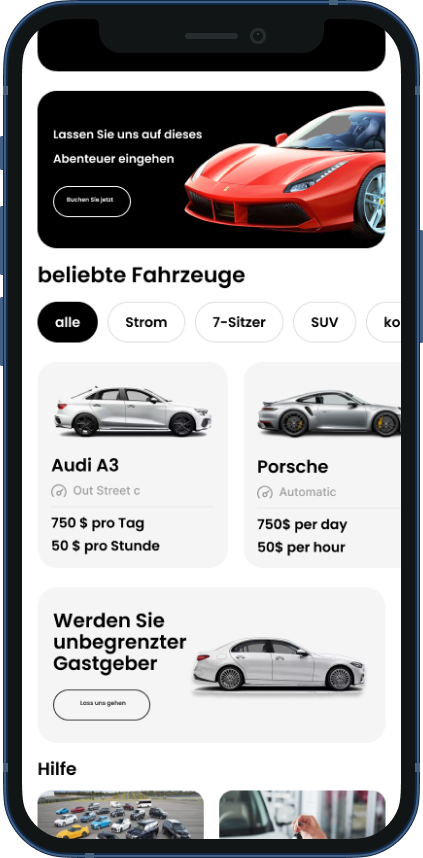 Lassen Sie uns auf dieses
Abenteuer eingehen
Buchen Sie jetzt
beliebte Fahrzeuge
alle Strom 7-Sitzer SUV ko
Audi A3
Out Street c
750 $ pro Tag
50 $ pro Stunde
Porsche
Automatic
750$ per day
50$ per hour
Werden Sie
unbegrenzter
Gastgeber
Lass uns gehen
Hilfe